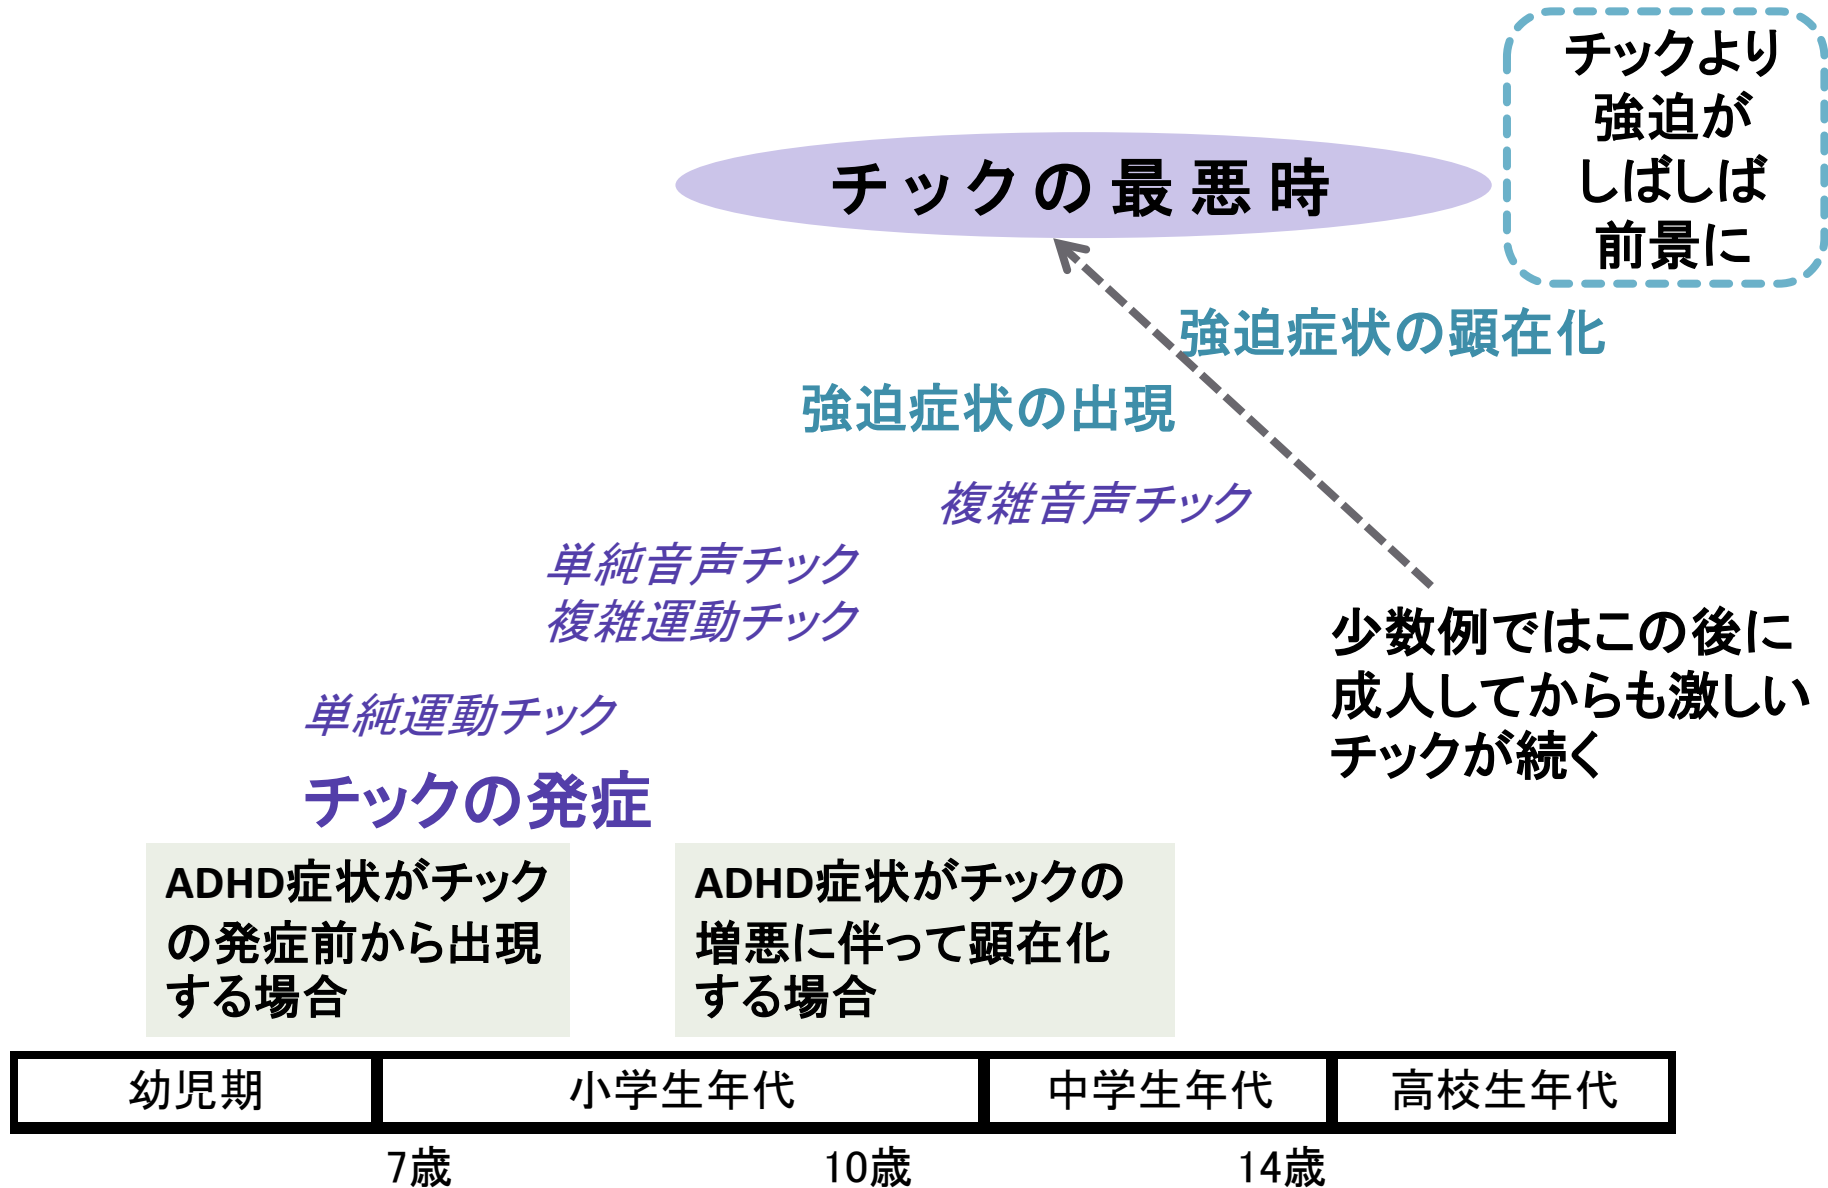 チックより
強迫が
しばしば
前景に
チックの最悪時
強迫症状の顕在化
強迫症状の出現
複雑音声チック
単純音声チック
複雑運動チック
少数例ではこの後に
成人してからも激しい
チックが続く
単純運動チック
チックの発症
ADHD症状がチック
の発症前から出現
する場合
ADHD症状がチックの
増悪に伴って顕在化
する場合
幼児期
小学生年代
中学生年代
高校生年代
7歳
10歳
14歳